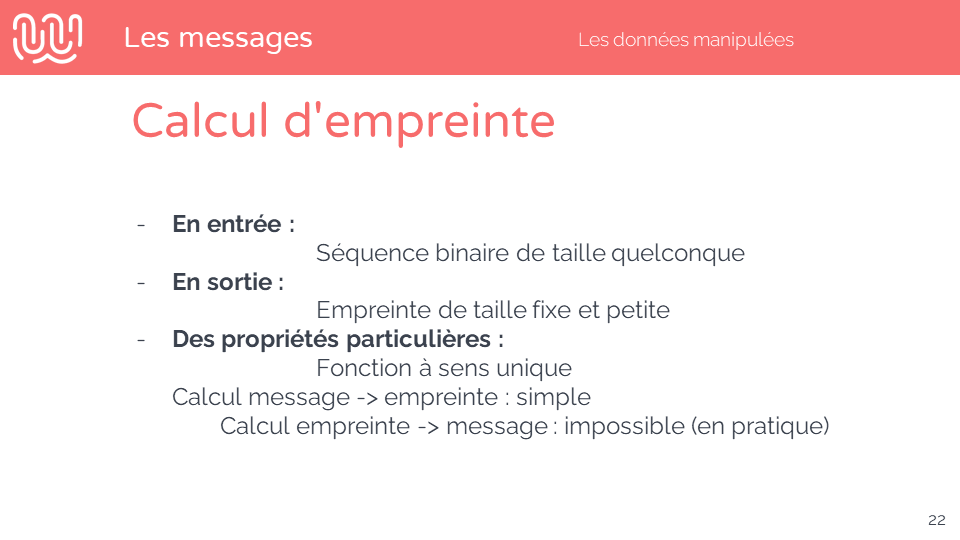 Les messages
Les données manipulées
Calcul d'empreinte
- En entrée :
Séquence binaire de taille quelconque
- En sortie :
Empreinte de taille fixe et petite
- Des propriétés particulières :
Fonction à sens unique
Calcul message -> empreinte : simple
Calcul empreinte -> message : impossible (en pratique)
22